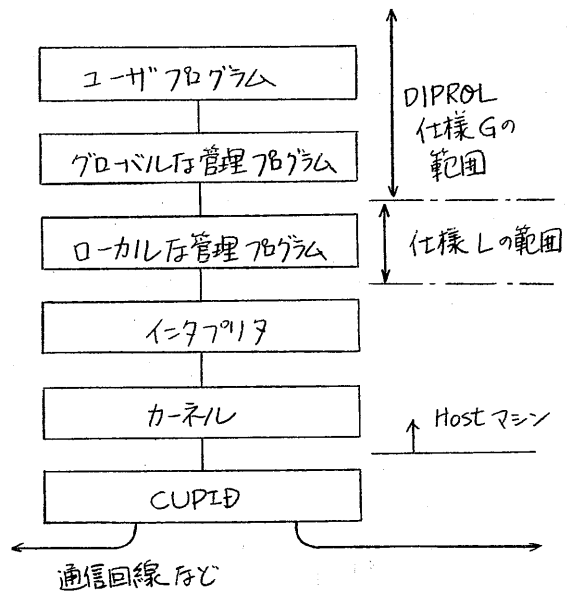 ユーザプログラム
DIPROL
仕様Gの
範囲
グローバルな管理プログラム
ローカルな管理プログラム
仕様Lの範囲
インタプリタ
カーネル
Hostマシン
CUPID
通信回線など